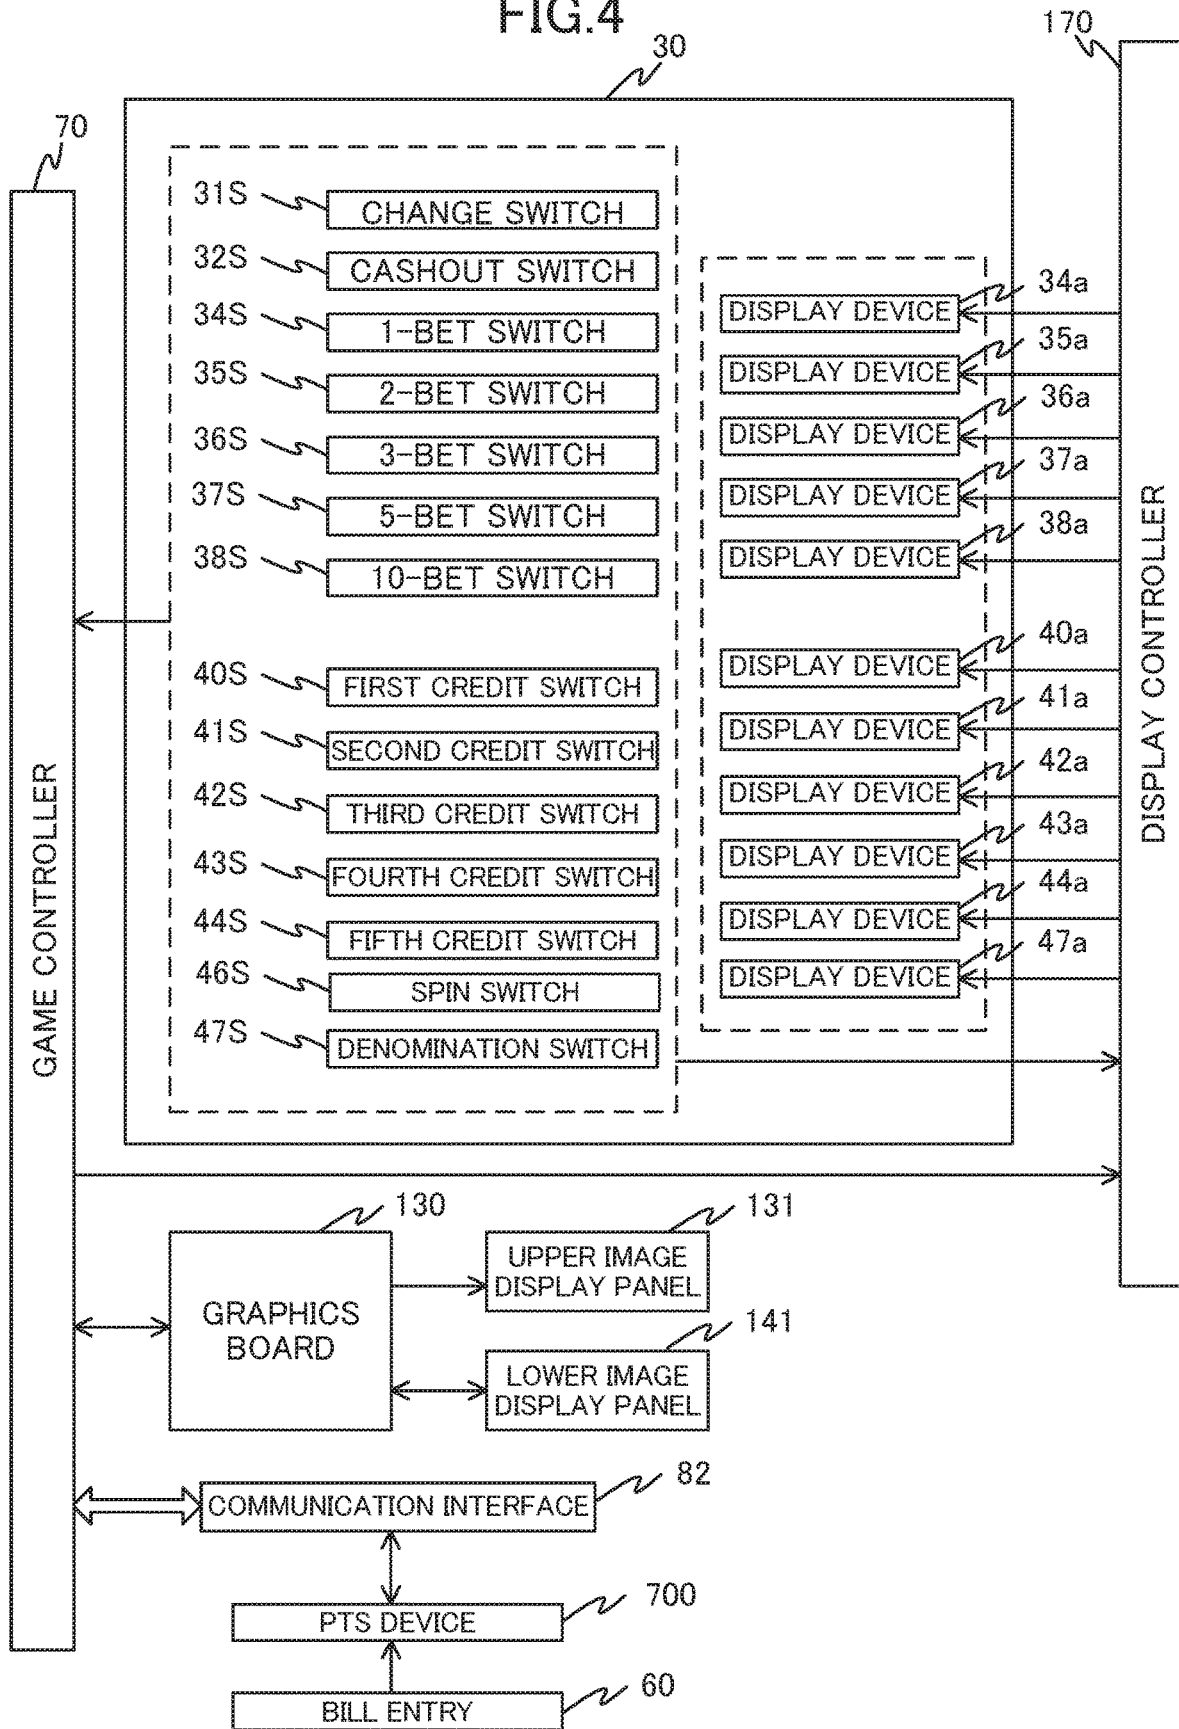 FIG.4
30
170
70
31S
CHANGE SWITCH
32S
CASHOUT SWITCH
34S
1-BET SWITCH
35S
2-BET SWITCH
36S
3-BET SWITCH
37S
5-BET SWITCH
38S
10-BET SWITCH
40S
FIRST CREDIT SWITCH
41S
SECOND CREDIT SWITCH
42S
THIRD CREDIT SWITCH
43S
FOURTH CREDIT SWITCH
44S
FIFTH CREDIT SWITCH
46S
SPIN SWITCH
47S
DENOMINATION SWITCH
DISPLAY DEVICE
34a
DISPLAY DEVICE
35a
DISPLAY DEVICE
36a
DISPLAY DEVICE
37a
DISPLAY DEVICE
38a
DISPLAY DEVICE
40a
DISPLAY DEVICE
41a
DISPLAY DEVICE
42a
DISPLAY DEVICE
43a
DISPLAY DEVICE
44a
DISPLAY DEVICE
47a
GAME CONTROLLER
DISPLAY CONTROLLER
130
GRAPHICS
BOARD
131
UPPER IMAGE
DISPLAY PANEL
141
LOWER IMAGE
DISPLAY PANEL
82
COMMUNICATION INTERFACE
700
PTS DEVICE
60
BILL ENTRY